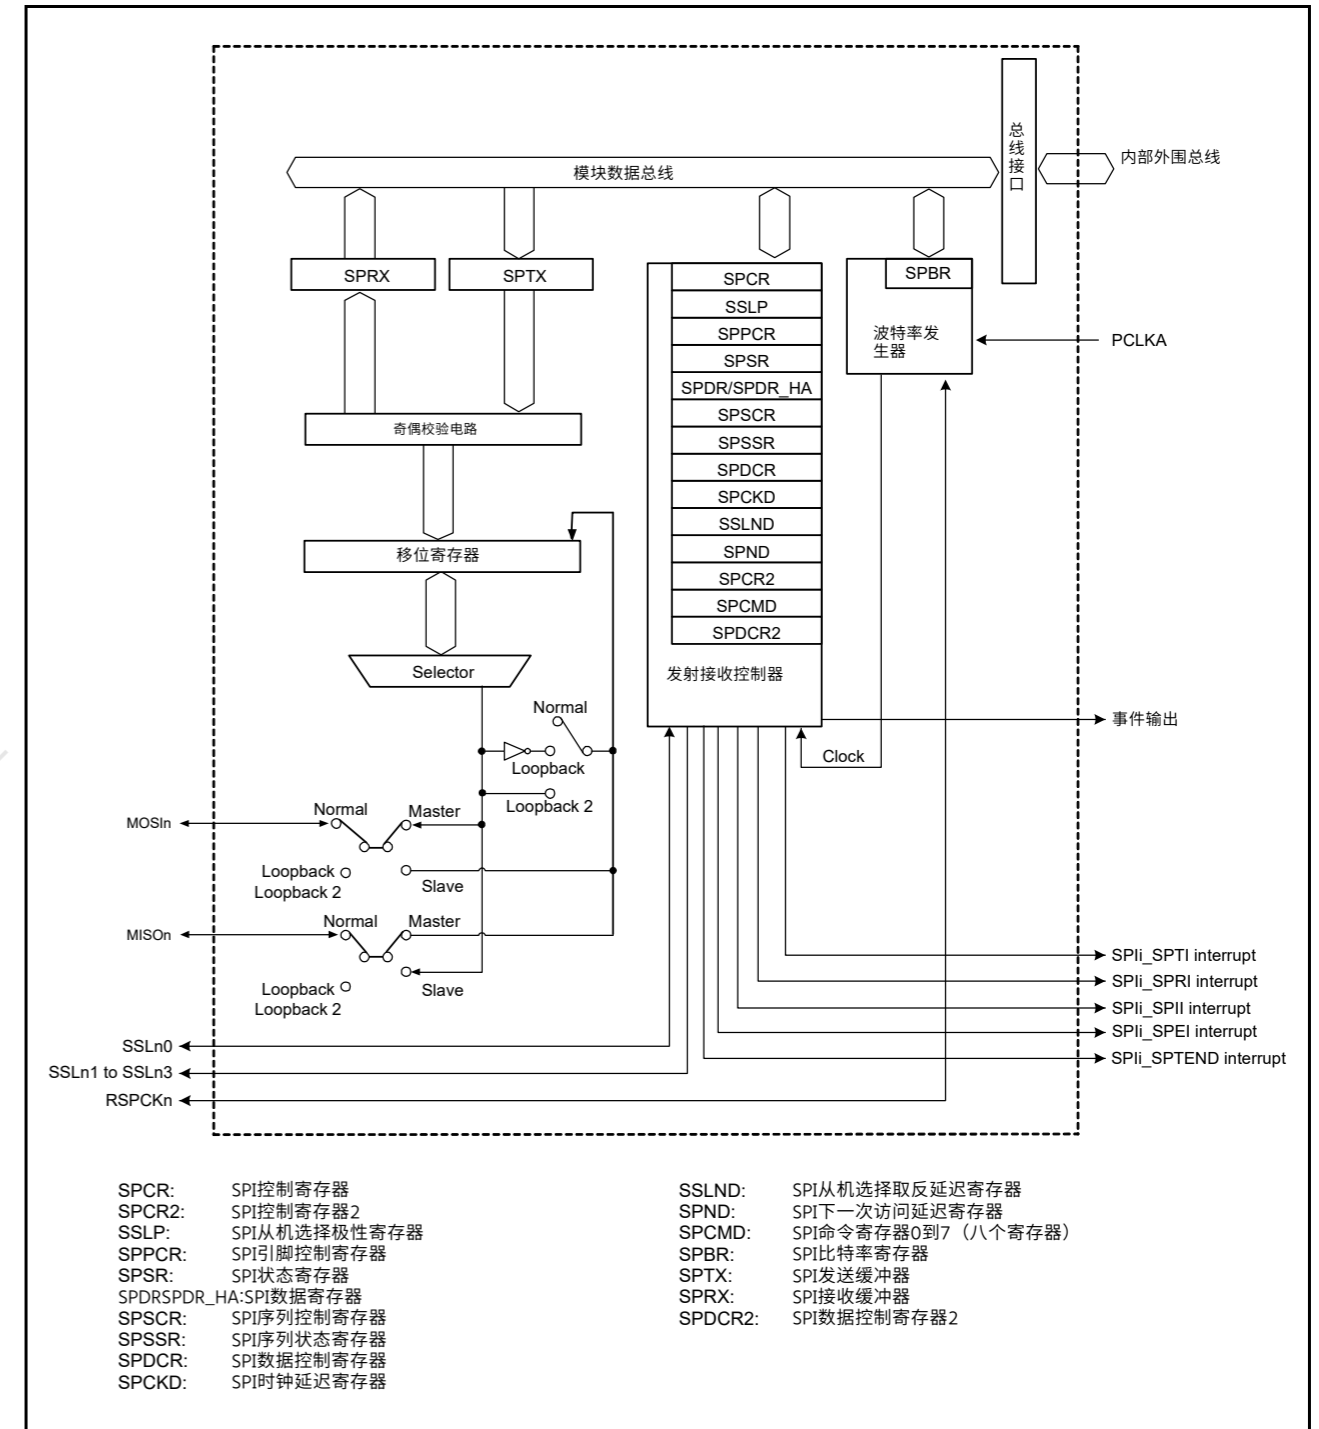 总线接口
内部外围总线
模块数据总线
SPRX
SPTX
SPCR
SSLP
SPPCR
SPSR
SPDR/SPDR_HA
SPSCR
SPSSR
SPDCR
SPCKD
SSLND
SPND
SPCR2
SPCMD
SPDCR2
发射接收控制器
SPBR
波特率发
生器
PCLKA
奇偶校验电路
移位寄存器
Selector
Normal
Loopback
Loopback 2
Clock
事件输出
MOSIn
Normal
Master
Loopback
Loopback 2
Slave
MISOn
Normal
Master
Loopback
Loopback 2
Slave
SSLn0
SSLn1 to SSLn3
RSPCKn
SPIi_SPTI interrupt
SPIi_SPRI interrupt
SPIi_SPII interrupt
SPIi_SPEI interrupt
SPIi_SPTEND interrupt
SPCR: SPI控制寄存器
SPCR2: SPI控制寄存器2
SSLP: SPI从机选择极性寄存器
SPPCR: SPI引脚控制寄存器
SPSR: SPI状态寄存器
SPDRSPDR_HA:SPI数据寄存器
SPSCR: SPI序列控制寄存器
SPSSR: SPI序列状态寄存器
SPDCR: SPI数据控制寄存器
SPCKD: SPI时钟延迟寄存器
SSLND: SPI从机选择取反延迟寄存器
SPND: SPI下一次访问延迟寄存器
SPCMD: SPI命令寄存器0到7（八个寄存器）
SPBR: SPI比特率寄存器
SPTX: SPI发送缓冲器
SPRX: SPI接收缓冲器
SPDCR2: SPI数据控制寄存器2